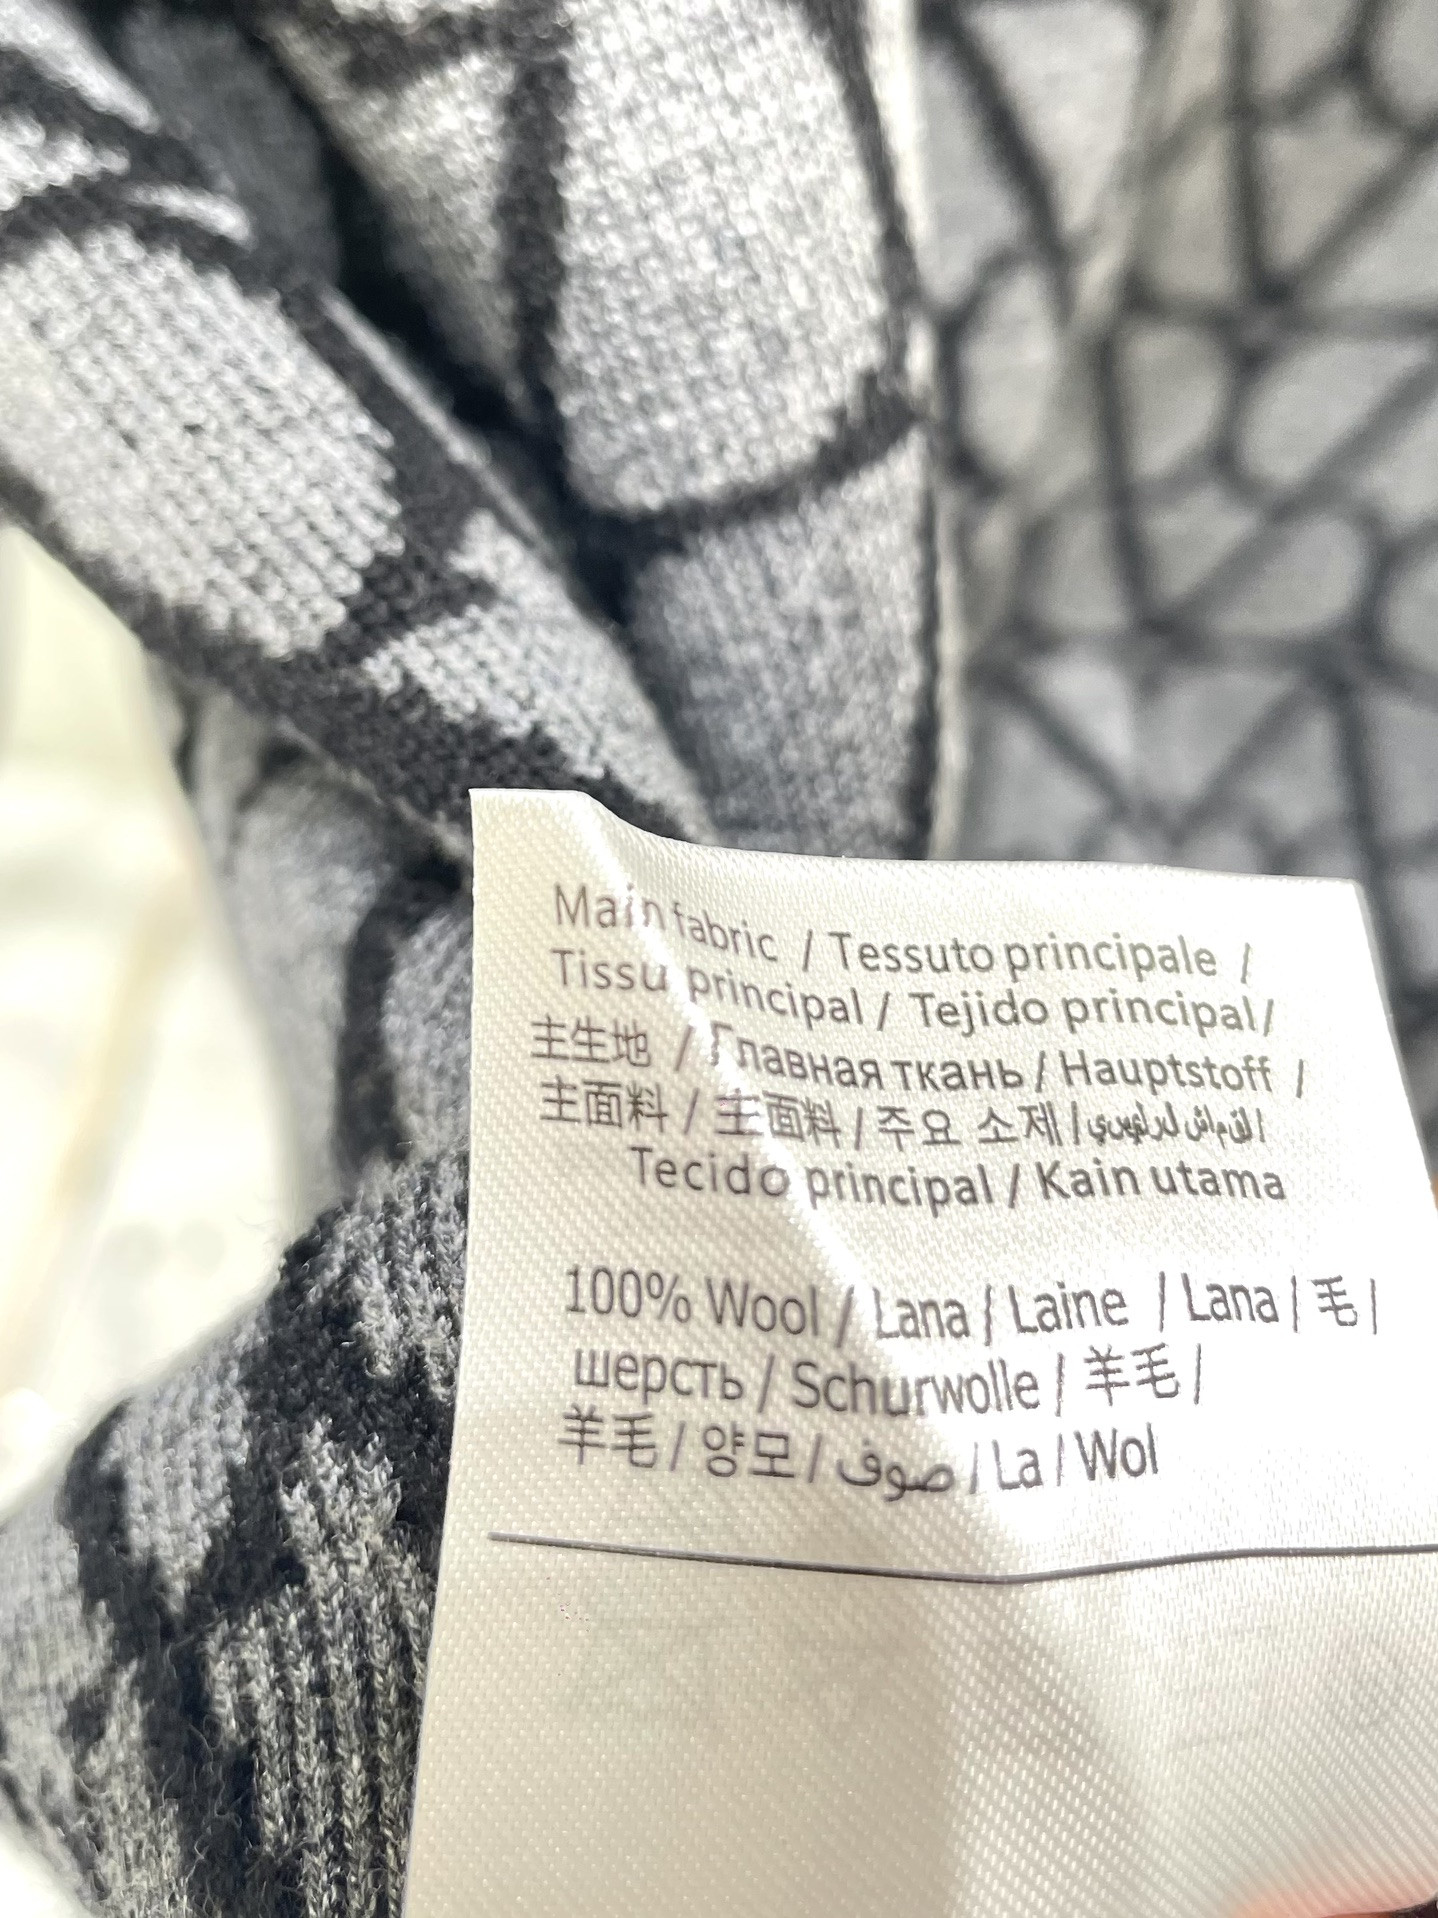 Main fabric / Tessuto principale /
Tissu principal / Tejido principal/
主生地 / Главная ткань / Hauptstoff /
主面料 / 主面料 / 주요 소제 /
Tecido principal / Kain utama
100% Wool / Lana / Laine / Lana / 毛 /
шерсть / Schurwolle / 羊毛 /
羊毛 / 양모 / صوف / La / Wol